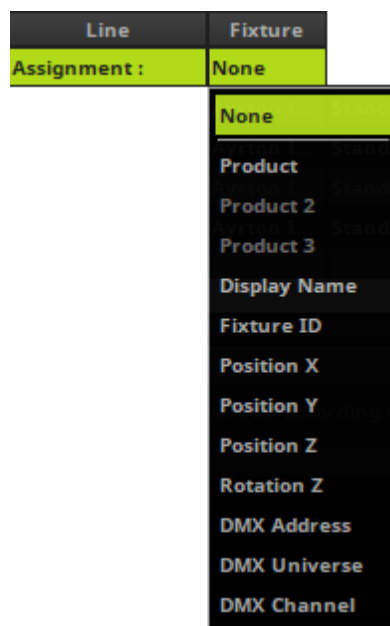 Line Fixture
Assignment : None
None
Product
Product 2
Product 3
Display Name
Fixture ID
Position X
Position Y
Position Z
Rotation Z
DMX Address
DMX Universe
DMX Channel